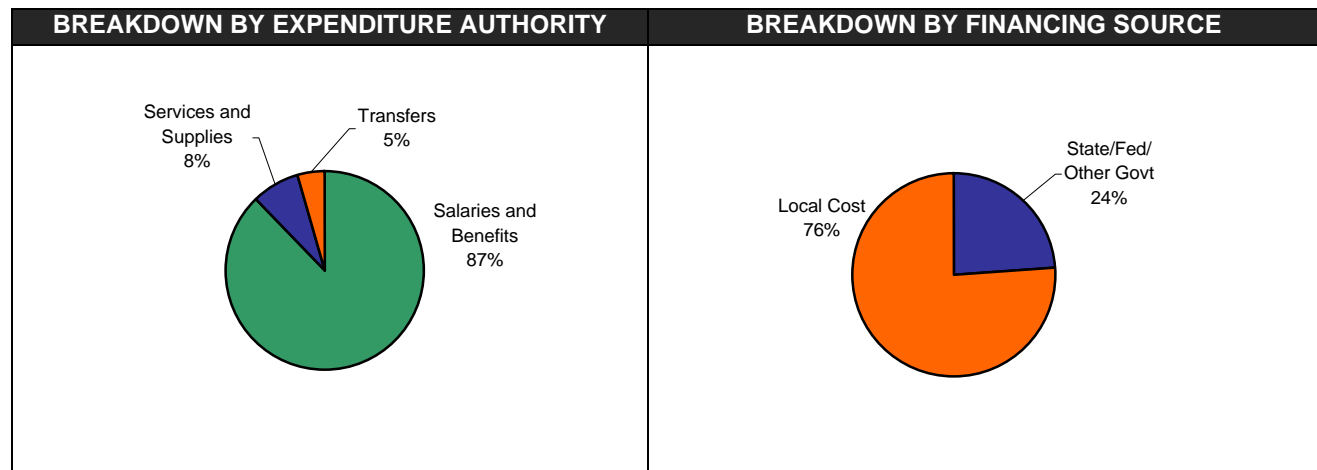 BREAKDOWN BY EXPENDITURE AUTHORITY
BREAKDOWN BY FINANCING SOURCE
Services and
Supplies
8%
Transfers
5%
Salaries and
Benefits
87%
Local Cost
76%
State/Fed/
Other Govt
24%